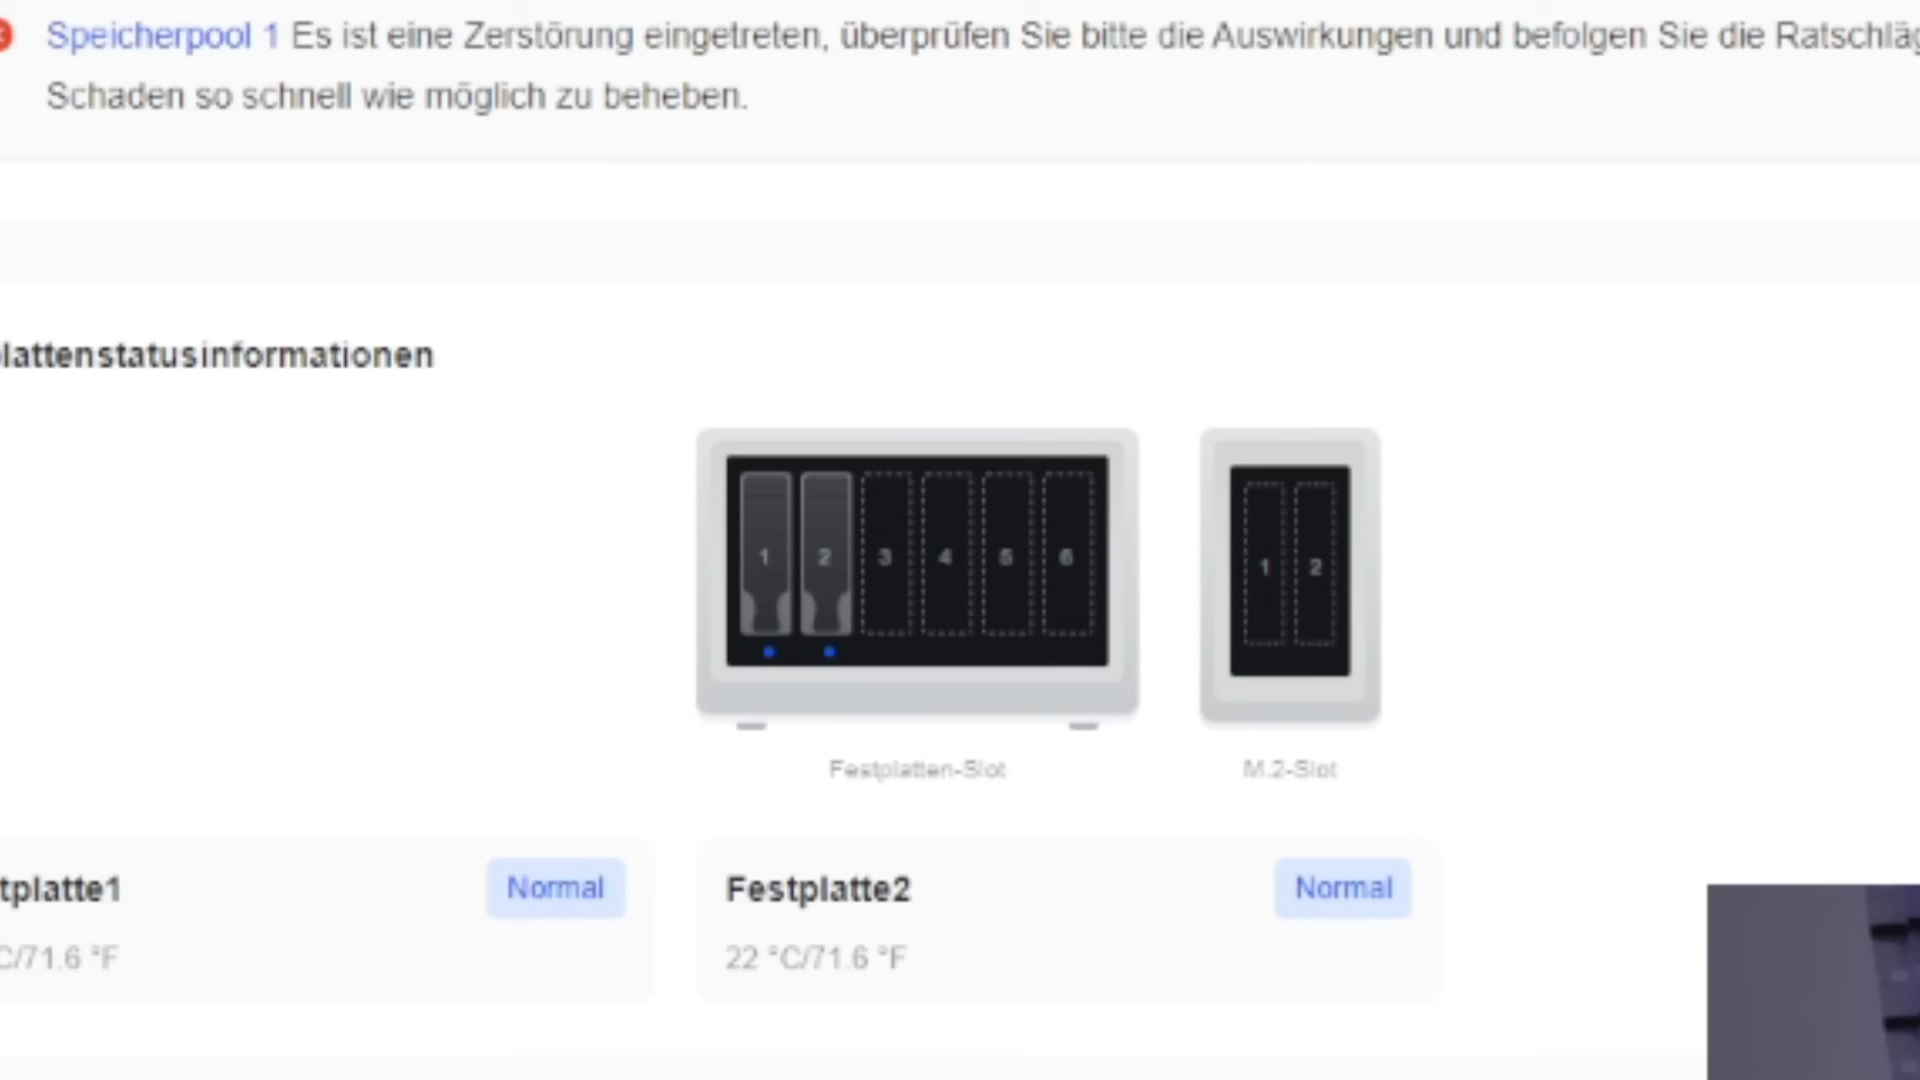 Speicherpool 1 Es ist eine Zerstörung eingetreten, überprüfen Sie bitte die Auswirkungen und befolgen Sie die Ratschläg
Schaden so schnell wie möglich zu beheben.
lattenstatusinformationen
1 2 3 4 5 6
1 2
Festplatten-Slot
M.2-Slot
tplatte1
Normal
Festplatte2
Normal
C/71.6 °F
22 °C/71.6 °F